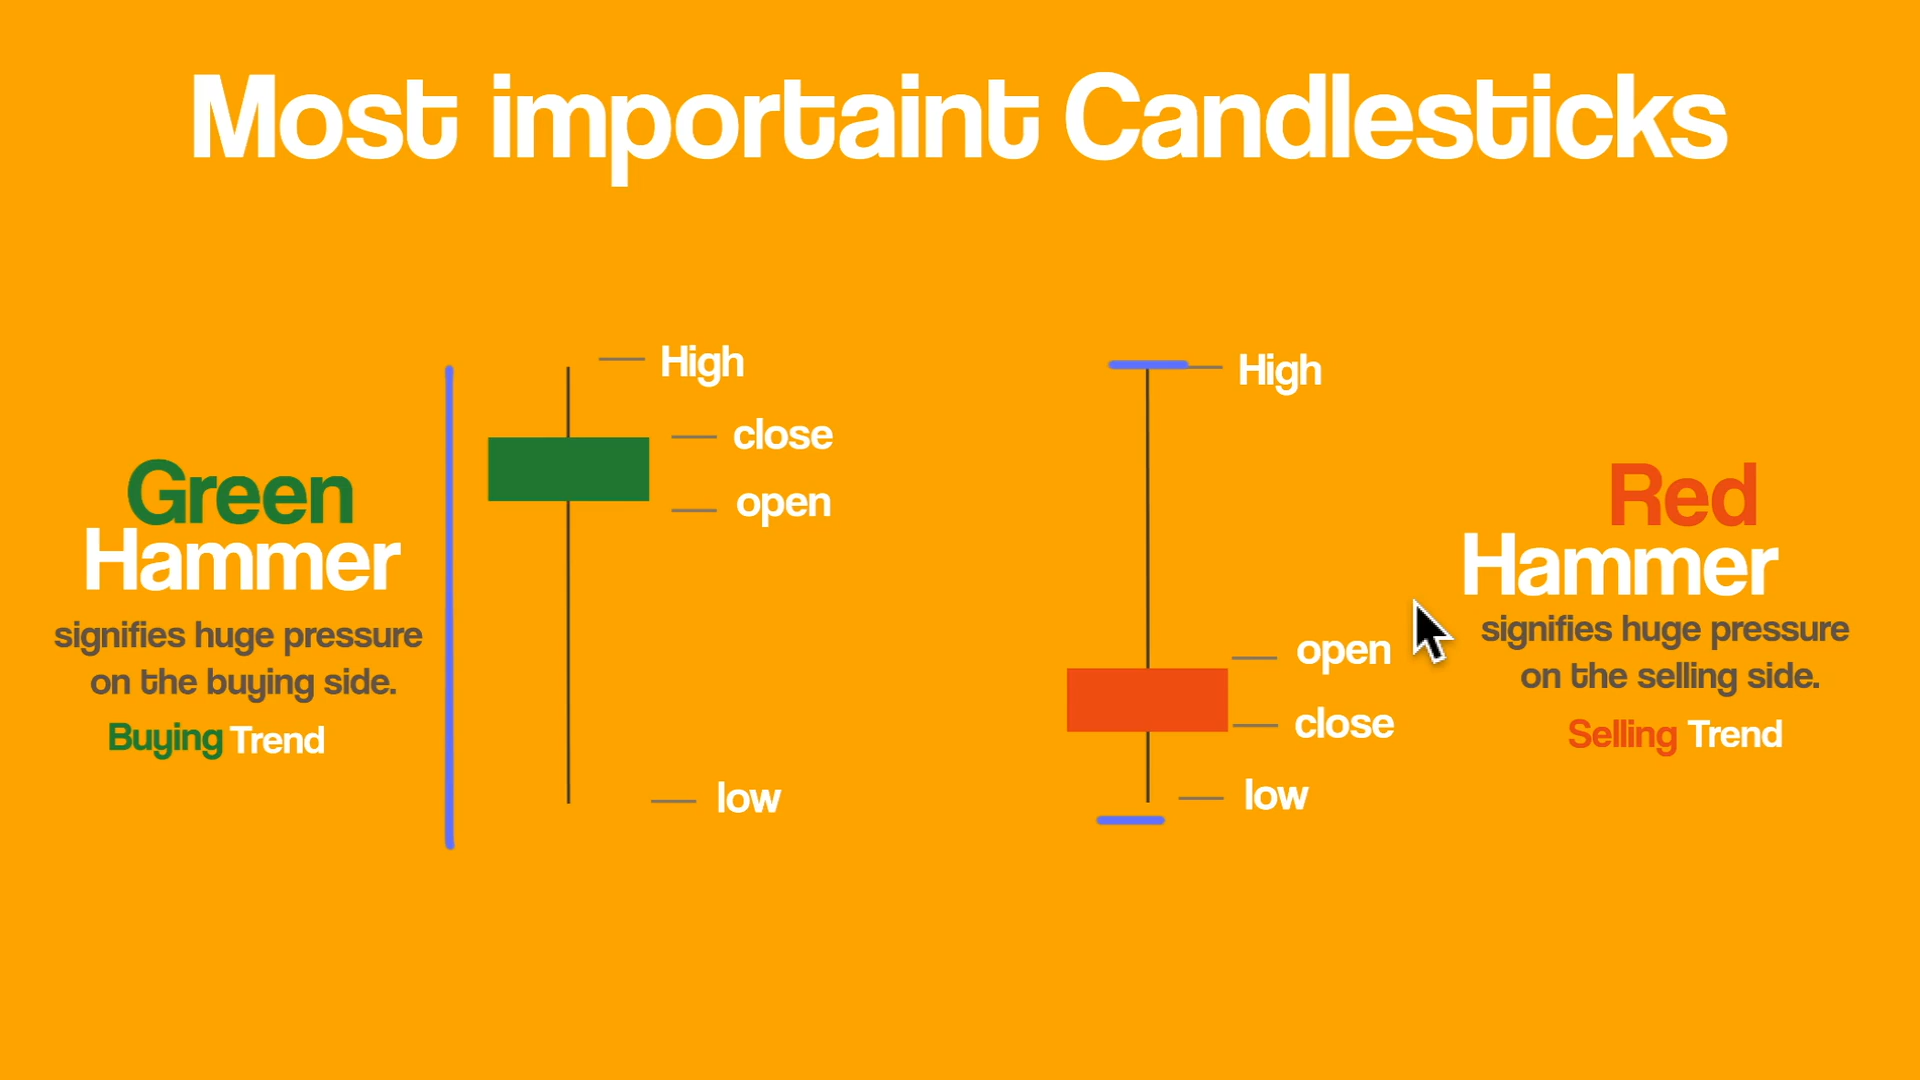 Most importaint Candlesticks
High
close
open
low
Green
Hammer
signifies huge pressure
on the buying side.
Buying Trend
High
open
close
low
Red
Hammer
signifies huge pressure
on the selling side.
Selling Trend